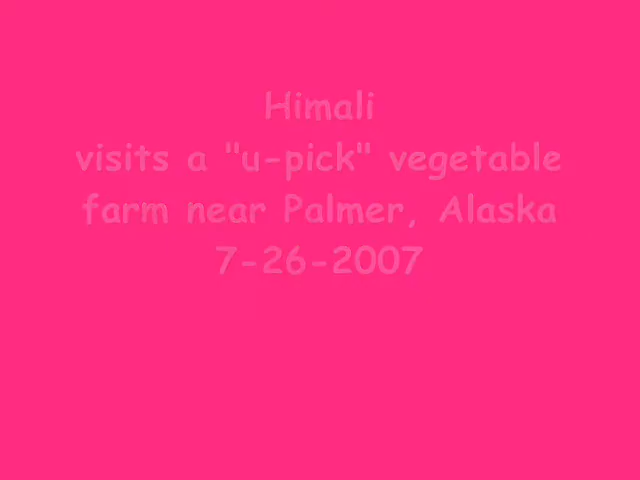 Himali
visits a "u-pick" vegetable
farm near Palmer, Alaska
7-26-2007